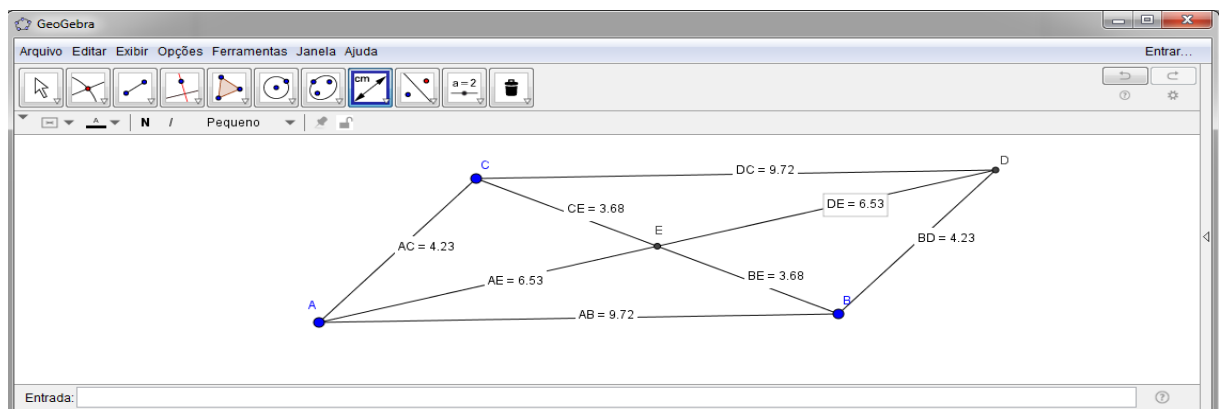 GeoGebra
Arquivo Editar Exibir Opções Ferramentas Janela Ajuda Entrar...
cm a = 2
A N I Pequeno
C D
DC = 9.72
CE = 3.68 DE = 6.53
E
AC = 4.23 BD = 4.23
AE = 6.53 BE = 3.68
A B
AB = 9.72
Entrada: